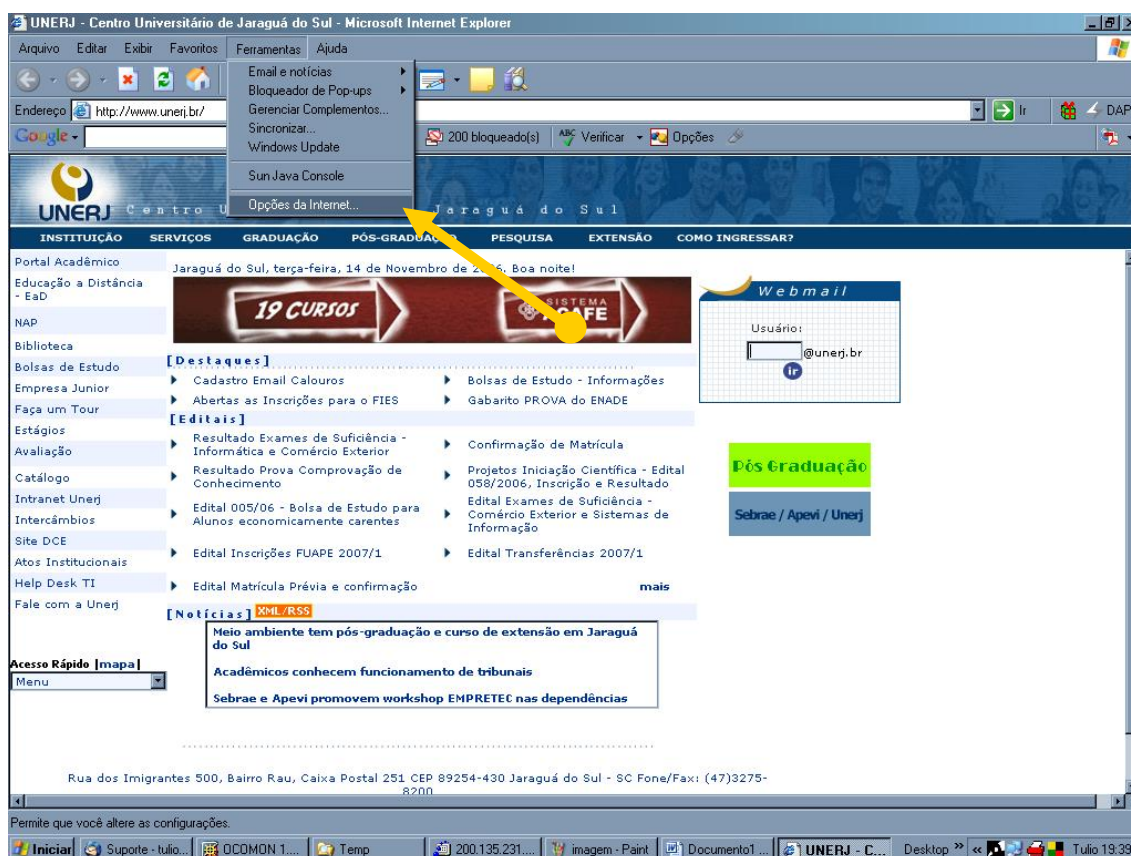 UNERJ - Centro Universitário de Jaraguá do Sul - Microsoft Internet Explorer
Arquivo Editar Exibir Favoritos Ferramentas Ajuda
Email e notícias
Bloqueador de Pop-ups
Gerenciar Complementos...
Sincronizar...
Windows Update
Sun Java Console
Opções da Internet...
Endereço http://www.unerj.br/ Ir DAP
Google 200 bloqueado(s) ABC Verificar Opções
UNERJ Centro U Jaraguá do Sul
INSTITUIÇÃO SERVIÇOS GRADUAÇÃO PÓS-GRADUAÇÃO PESQUISA EXTENSÃO COMO INGRESSAR?
Portal Acadêmico
Educação a Distância
- EaD
NAP
Biblioteca
Bolsas de Estudo
Empresa Junior
Faça um Tour
Estágios
Avaliação
Catálogo
Intranet Unerj
Intercâmbios
Site DCE
Atos Institucionais
Help Desk TI
Fale com a Unerj
Acesso Rápido |mapa|
Menu
Jaraguá do Sul, terça-feira, 14 de Novembro de 2006. Boa noite!
19 CURSOS
SISTEMA
ACAFE
[Destaques]
Cadastro Email Calouros
Bolsas de Estudo - Informações
Abertas as Inscrições para o FIES
Gabarito PROVA do ENADE
[Editais]
Resultado Exames de Suficiência -
Informática e Comércio Exterior
Confirmação de Matrícula
Resultado Prova Comprovação de
Conhecimento
Projetos Iniciação Científica - Edital
058/2006, Inscrição e Resultado
Edital 005/06 - Bolsa de Estudo para
Alunos economicamente carentes
Edital Exames de Suficiência -
Comércio Exterior e Sistemas de
Informação
Edital Inscrições FUAPE 2007/1
Edital Transferências 2007/1
Edital Matrícula Prévia e confirmação
mais
[Notícias] XML/RSS
Meio ambiente tem pós-graduação e curso de extensão em Jaraguá
do Sul
Acadêmicos conhecem funcionamento de tribunais
Sebrae e Apevi promovem workshop EMPRETEC nas dependências
Webmail
Usuário:
@unerj.br
ir
Pós Graduação
Sebrae / Apevi / Unerj
Rua dos Imigrantes 500, Bairro Rau, Caixa Postal 251 CEP 89254-430 Jaraguá do Sul - SC Fone/Fax: (47)3275-
8200
Permite que você altere as configurações.
Iniciar Suporte - tulio... OCOMON 1.... Temp 200.135.231.... imagem - Paint Documento1 ... UNERJ - C... Desktop » « Tulio 19:39